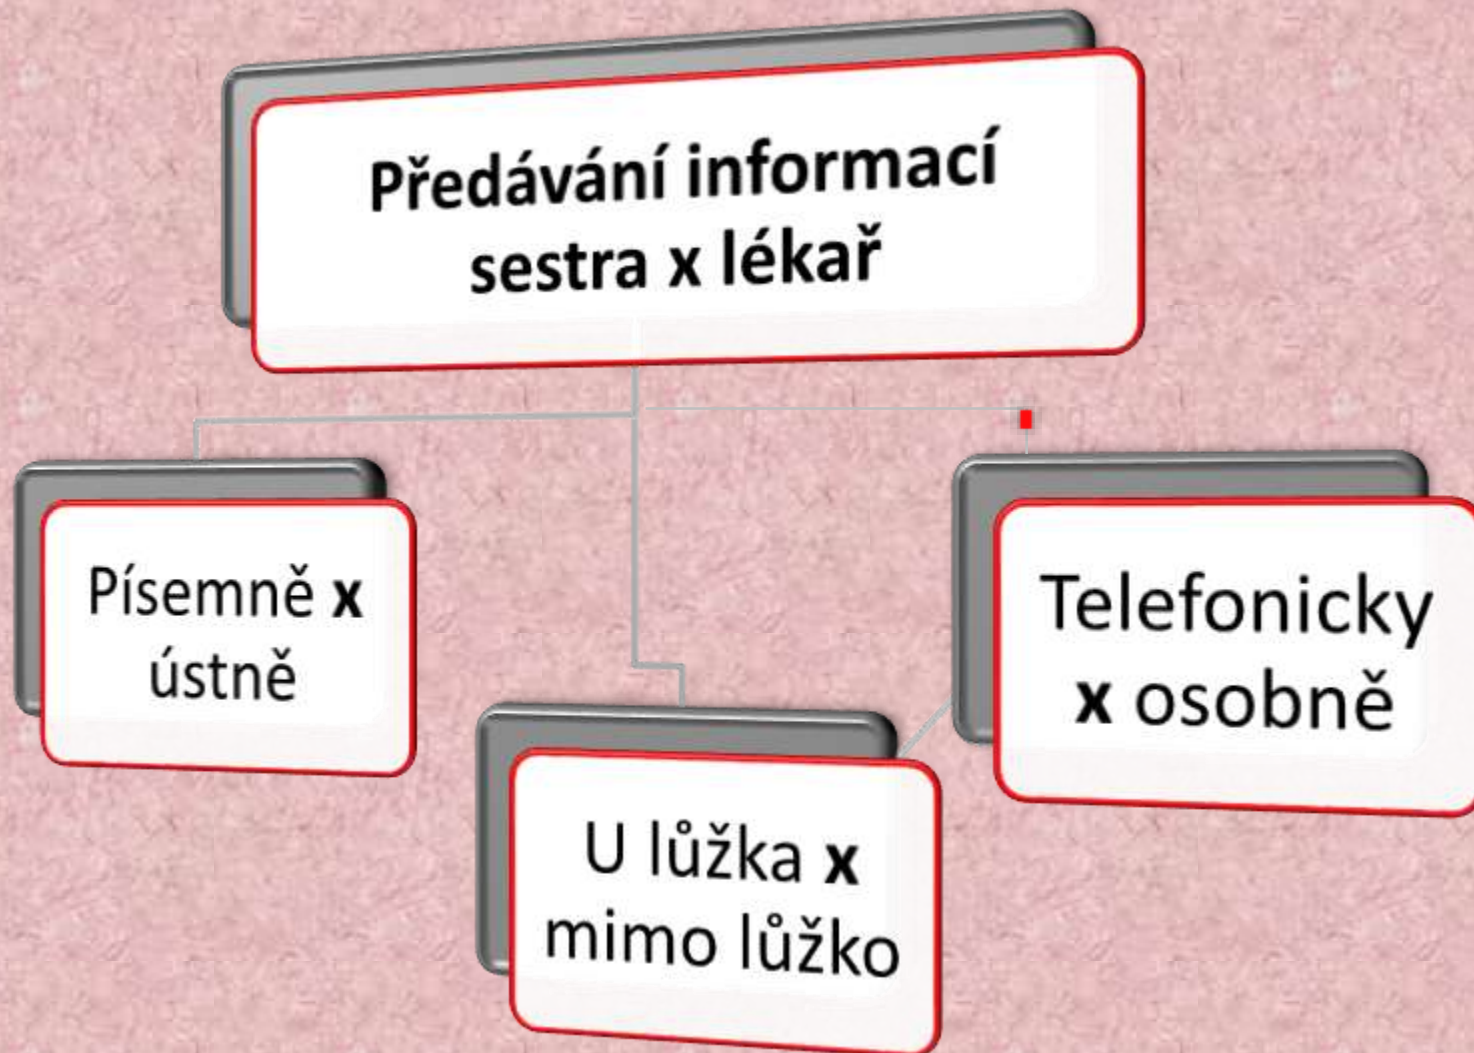 Předávání informací
sestra x lékař
Písemně x
ústně
U lůžka x
mimo lůžko
Telefonicky
x osobně